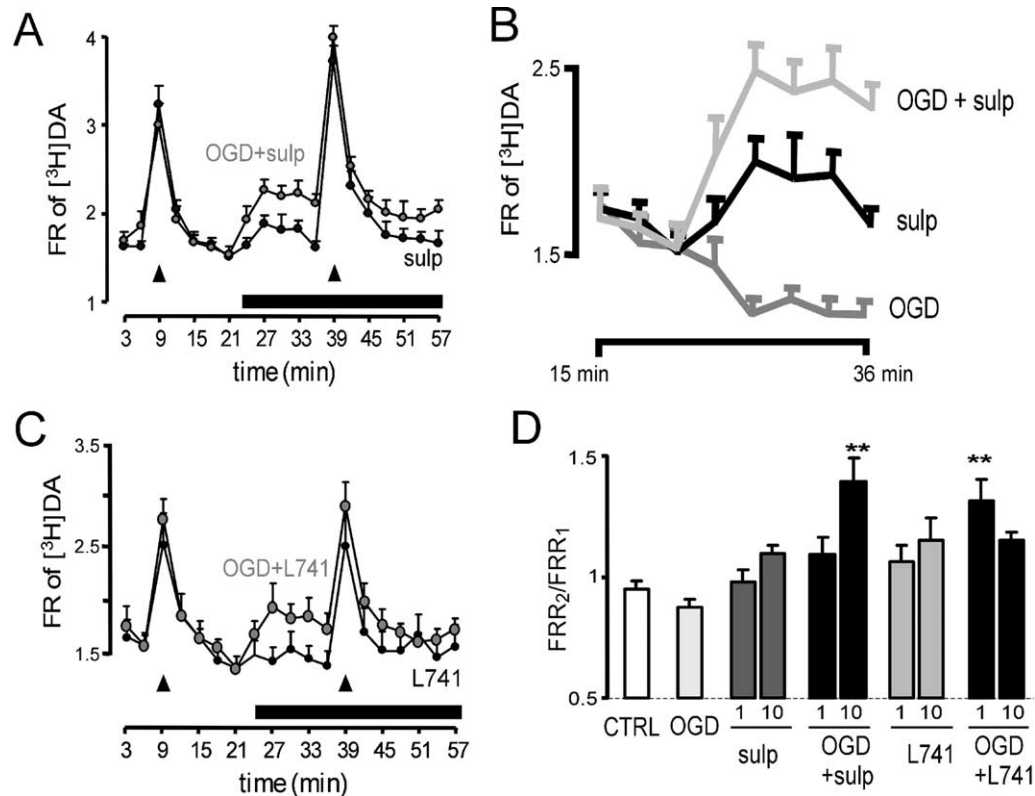 A
FR of [³H]DA
4
3
2
1
OGD+sulp
sulp
3 9 15 21 27 33 39 45 51 57
time (min)
B
FR of [³H]DA
2.5
1.5
OGD + sulp
sulp
OGD
15 min 36 min
C
FR of [³H]DA
3.5
2.5
1.5
OGD+L741
L741
3 9 15 21 27 33 39 45 51 57
time (min)
D
FRR₂/FRR₁
1.5
1
0.5
** **
1 10 1 10 1 10 1 10
CTRL OGD sulp OGD L741 OGD
+sulp +L741